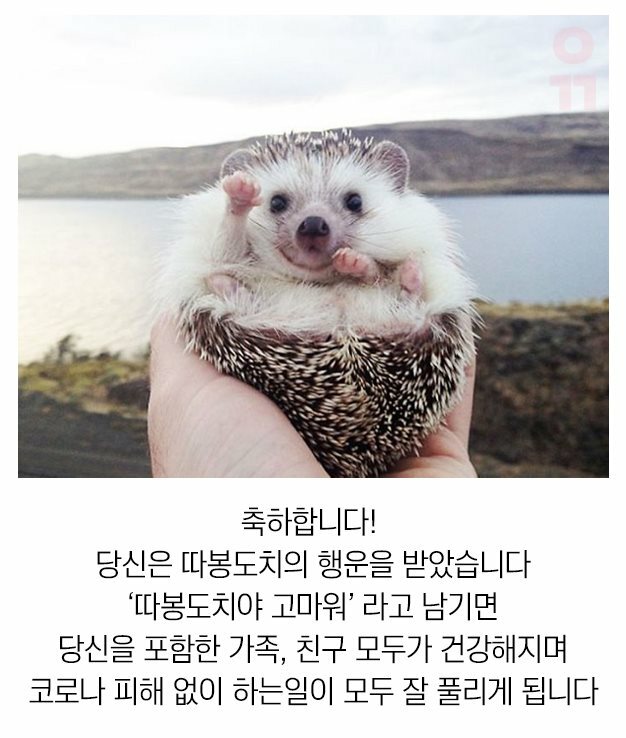 축하합니다!
당신은 따봉도치의 행운을 받았습니다
‘따봉도치야 고마워’ 라고 남기면
당신을 포함한 가족, 친구 모두가 건강해지며
코로나 피해 없이 하는일이 모두 잘 풀리게 됩니다